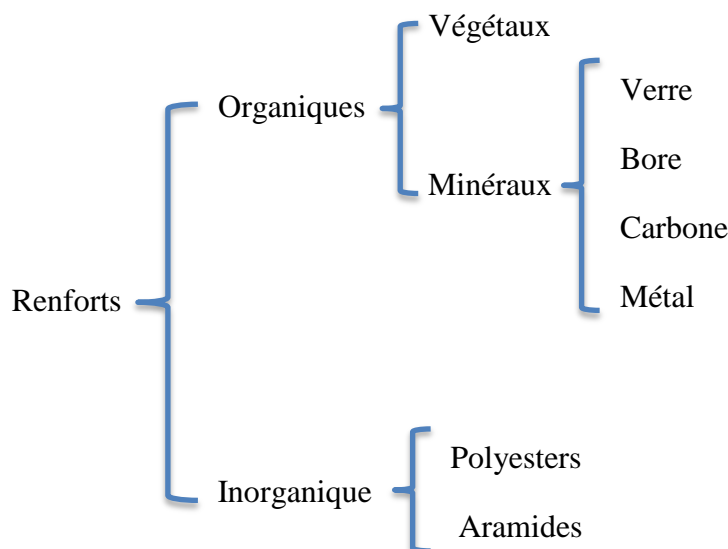 Végétaux
Verre
Organiques
Bore
Minéraux
Carbone
Métal
Renforts
Polyesters
Inorganique
Aramides